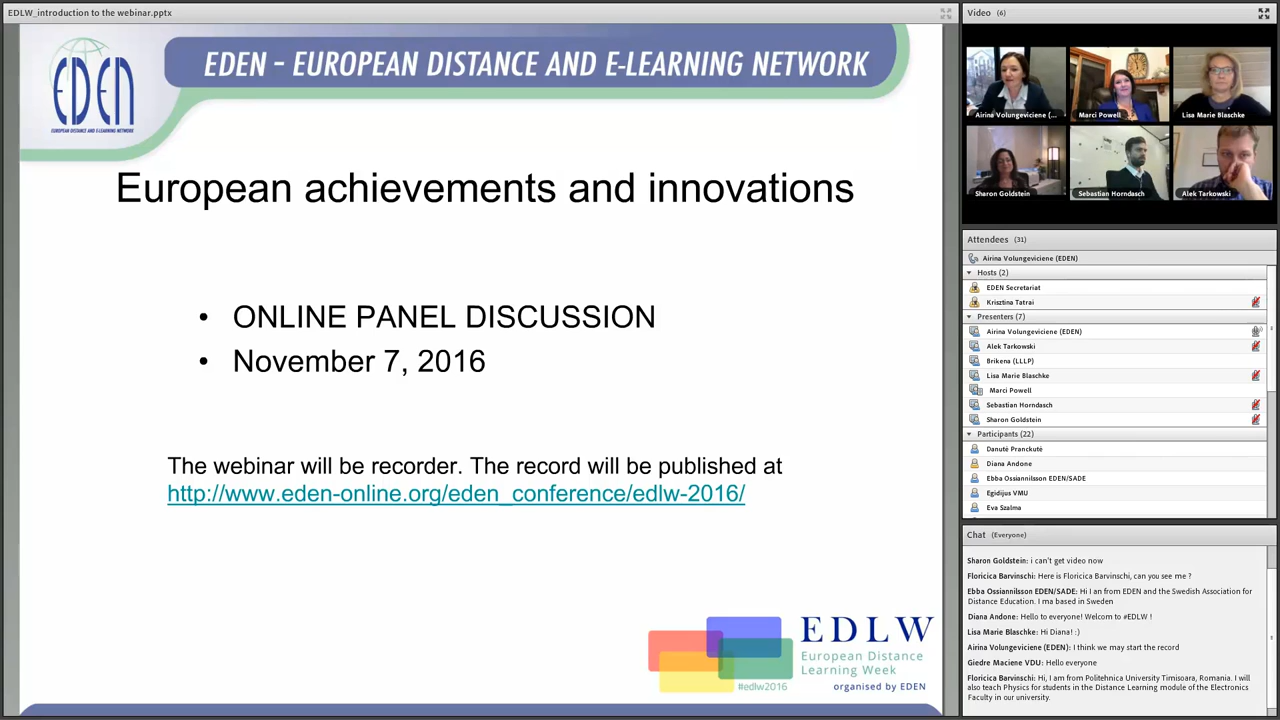 EDLW_introduction to the webinar.pptx
EDEN
EUROPEAN DISTANCE AND E-LEARNING NETWORK
EDEN – EUROPEAN DISTANCE AND E-LEARNING NETWORK
European achievements and innovations
• ONLINE PANEL DISCUSSION
• November 7, 2016
The webinar will be recorder. The record will be published at
http://www.eden-online.org/eden_conference/edlw-2016/
EDLW
European Distance
Learning Week
#edlw2016
organised by EDEN
Video (6)
Airina Volungeviciene (...
Marci Powell
Lisa Marie Blaschke
Sharon Goldstein
Sebastian Horndasch
Alek Tarkowski
Attendees (31)
Airina Volungeviciene (EDEN)
Hosts (2)
EDEN Secretariat
Krisztina Tatrai
Presenters (7)
Airina Volungeviciene (EDEN)
Alek Tarkowski
Brikena (LLLP)
Lisa Marie Blaschke
Marci Powell
Sebastian Horndasch
Sharon Goldstein
Participants (22)
Danutė Pranckutė
Diana Andone
Ebba Ossiannilsson EDEN/SADE
Egidijus VMU
Eva Szalma
Chat (Everyone)
Sharon Goldstein: i can't get video now
Floricica Barvinschi: Here is Floricica Barvinschi, can you see me ?
Ebba Ossiannilsson EDEN/SADE: Hi I an from EDEN and the Swedish Association for
Distance Education. I ma based in Sweden
Diana Andone: Hello to everyone! Welcom to #EDLW !
Lisa Marie Blaschke: Hi Diana! :)
Airina Volungeviciene (EDEN): I think we may start the record
Giedre Maciene VDU: Hello everyone
Floricica Barvinschi: Hi, I am from Politehnica University Timisoara, Romania. I will
also teach Physics for students in the Distance Learning module of the Electronics
Faculty in our university.